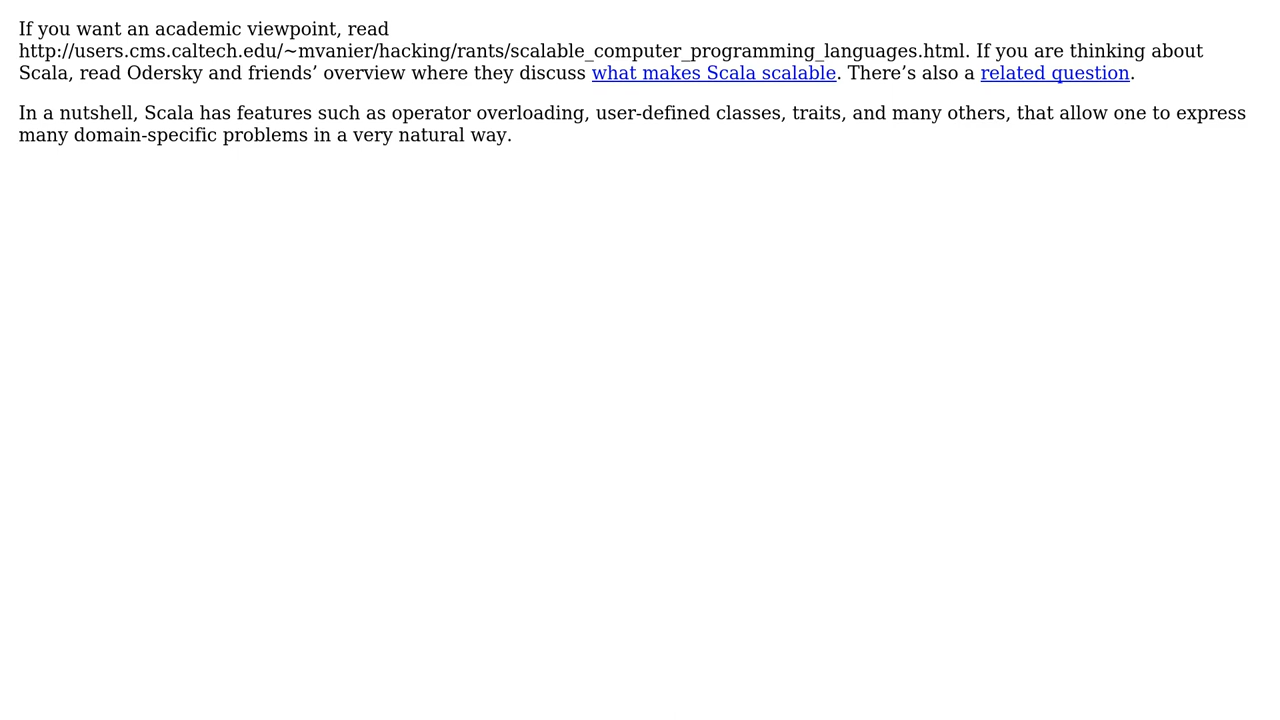 If you want an academic viewpoint, read
http://users.cms.caltech.edu/~mvanier/hacking/rants/scalable_computer_programming_languages.html. If you are thinking about
Scala, read Odersky and friends’ overview where they discuss what makes Scala scalable. There’s also a related question.
In a nutshell, Scala has features such as operator overloading, user-defined classes, traits, and many others, that allow one to express
many domain-specific problems in a very natural way.